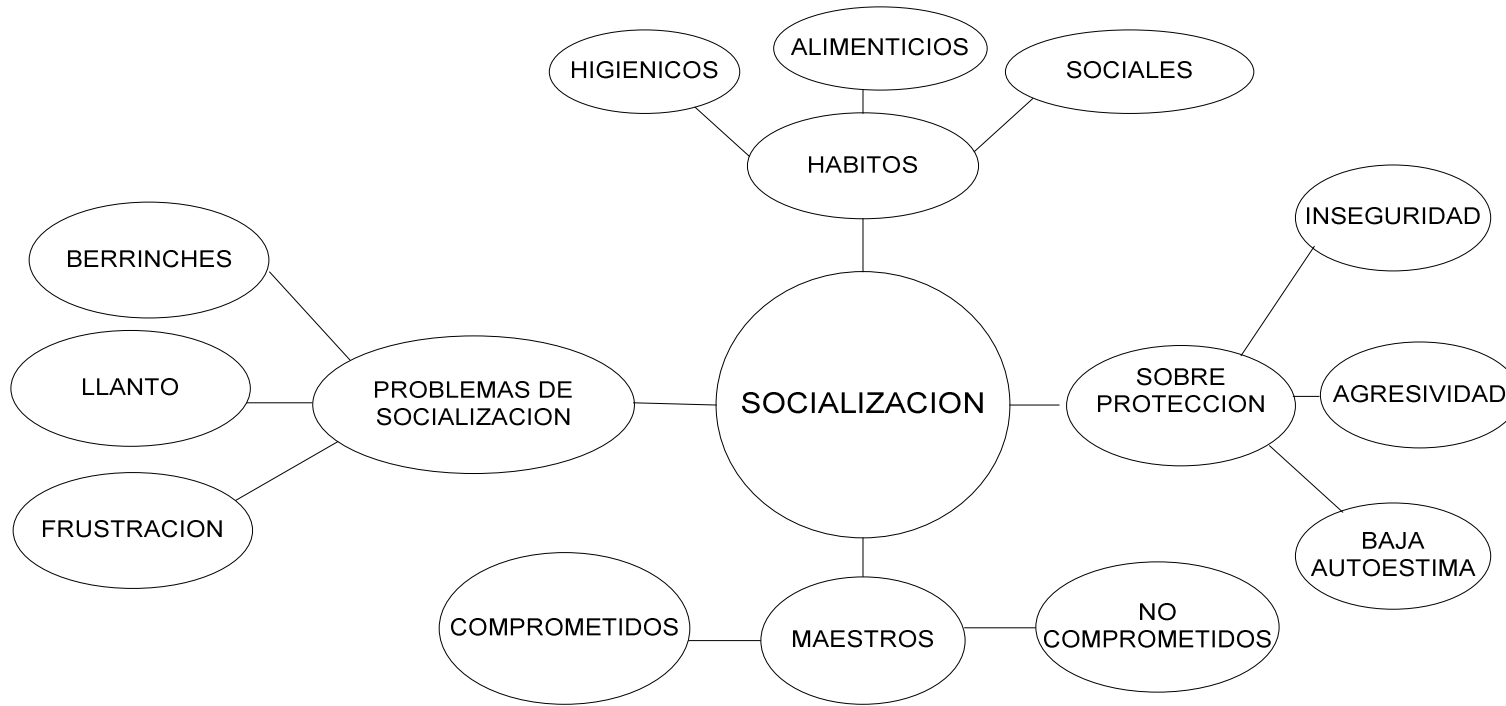 HIGIENICOS
ALIMENTICIOS
SOCIALES
HABITOS
BERRINCHES
LLANTO
FRUSTRACION
PROBLEMAS DE
SOCIALIZACION
SOCIALIZACION
SOBRE
PROTECCION
INSEGURIDAD
AGRESIVIDAD
BAJA
AUTOESTIMA
COMPROMETIDOS
MAESTROS
NO
COMPROMETIDOS